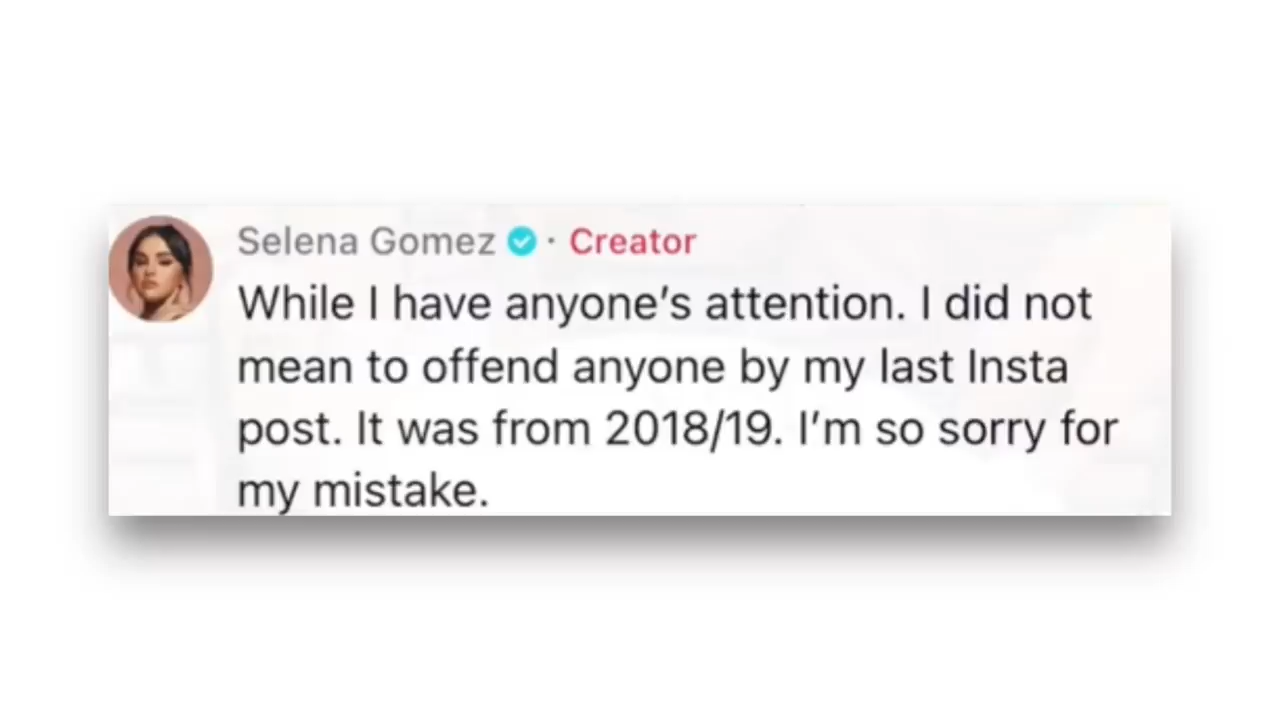 Selena Gomez · Creator
While I have anyone’s attention. I did not
mean to offend anyone by my last Insta
post. It was from 2018/19. I’m so sorry for
my mistake.